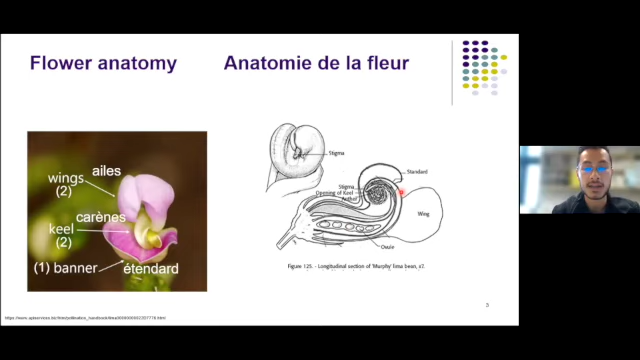 Flower anatomy
Anatomie de la fleur
ailes
wings
(2)
carènes
keel
(2)
(1) banner
étendard
Stigma
Standard
Stigma
Opening of Keel
Anther
Wing
Ovule
Figure 125. - Longitudinal section of 'Murphy' lima bean, x7.
3